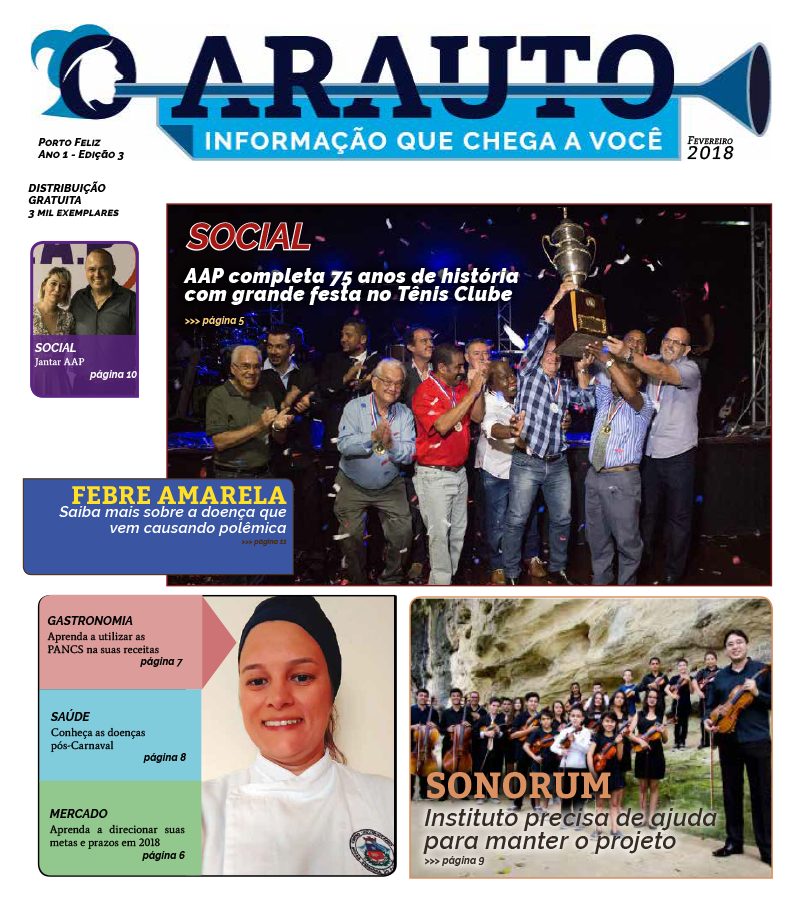 O ARAUTO
INFORMAÇÃO QUE CHEGA A VOCÊ
Porto Feliz
Ano 1 - Edição 3
Fevereiro
2018
DISTRIBUIÇÃO
GRATUITA
3 MIL EXEMPLARES
SOCIAL
AAP completa 75 anos de história
com grande festa no Tênis Clube
>>> página 5
SOCIAL
Jantar AAP
página 10
FEBRE AMARELA
Saiba mais sobre a doença que
vem causando polêmica
>>> página 11
GASTRONOMIA
Aprenda a utilizar as
PANCS na suas receitas
página 7
SAÚDE
Conheça as doenças
pós-Carnaval
página 8
MERCADO
Aprenda a direcionar suas
metas e prazos em 2018
página 6
SONORUM
Instituto precisa de ajuda
para manter o projeto
>>> página 9